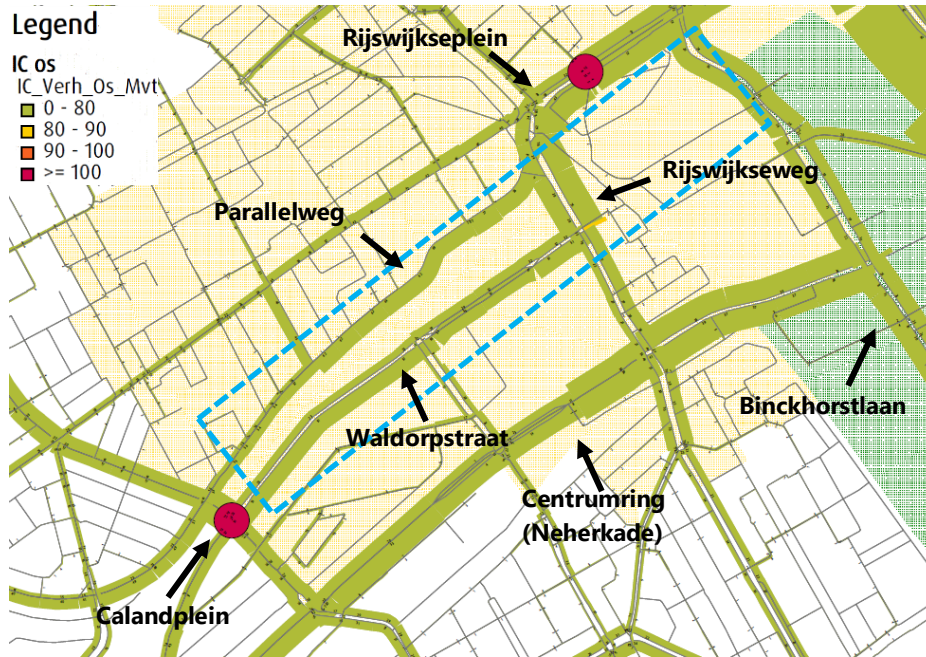 Legend
IC os
IC_Verh_Os_Mvt
0 - 80
80 - 90
90 - 100
>= 100
Rijswijkseplein
Rijswijkseweg
Parallelweg
Binckhorstlaan
Waldorpstraat
Centrumring
(Neherkade)
Calandplein